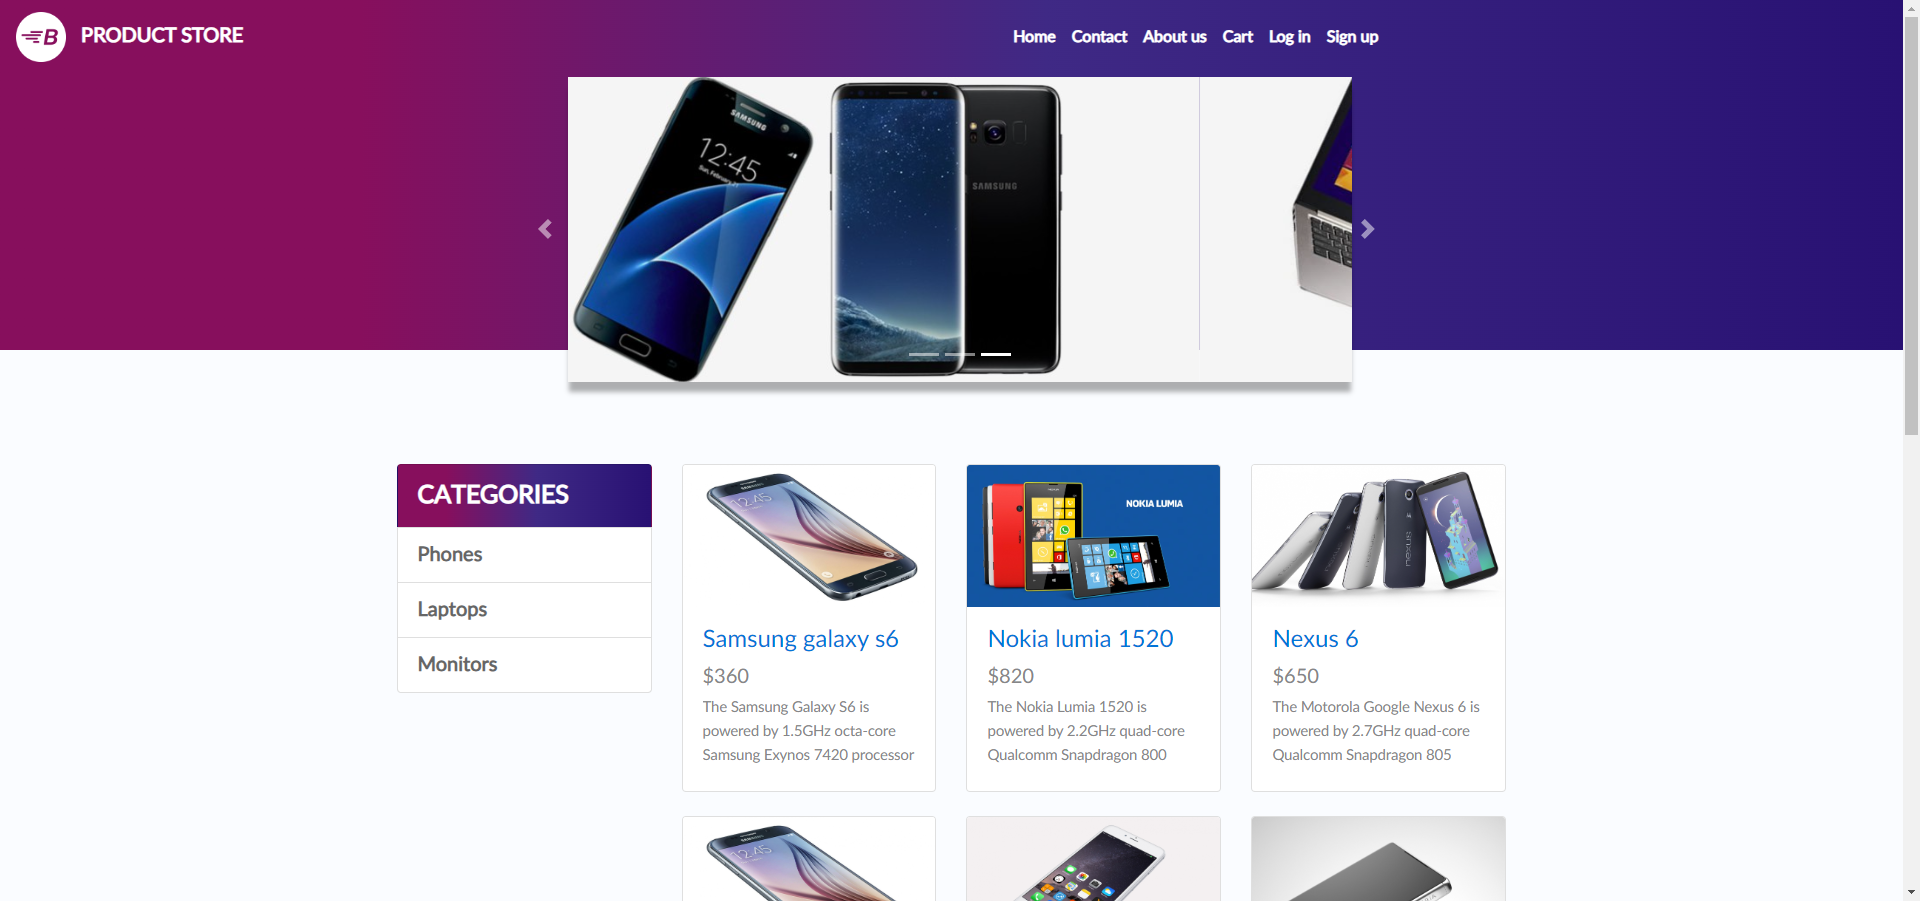 B PRODUCT STORE
Home Contact About us Cart Log in Sign up
SAMSUNG
12:45
SAMSUNG
CATEGORIES
Phones
Laptops
Monitors
12:45
Samsung galaxy s6
$360
The Samsung Galaxy S6 is
powered by 1.5GHz octa-core
Samsung Exynos 7420 processor
NOKIA LUMIA
Nokia lumia 1520
$820
The Nokia Lumia 1520 is
powered by 2.2GHz quad-core
Qualcomm Snapdragon 800
Nexus 6
$650
The Motorola Google Nexus 6 is
powered by 2.7GHz quad-core
Qualcomm Snapdragon 805
12:45